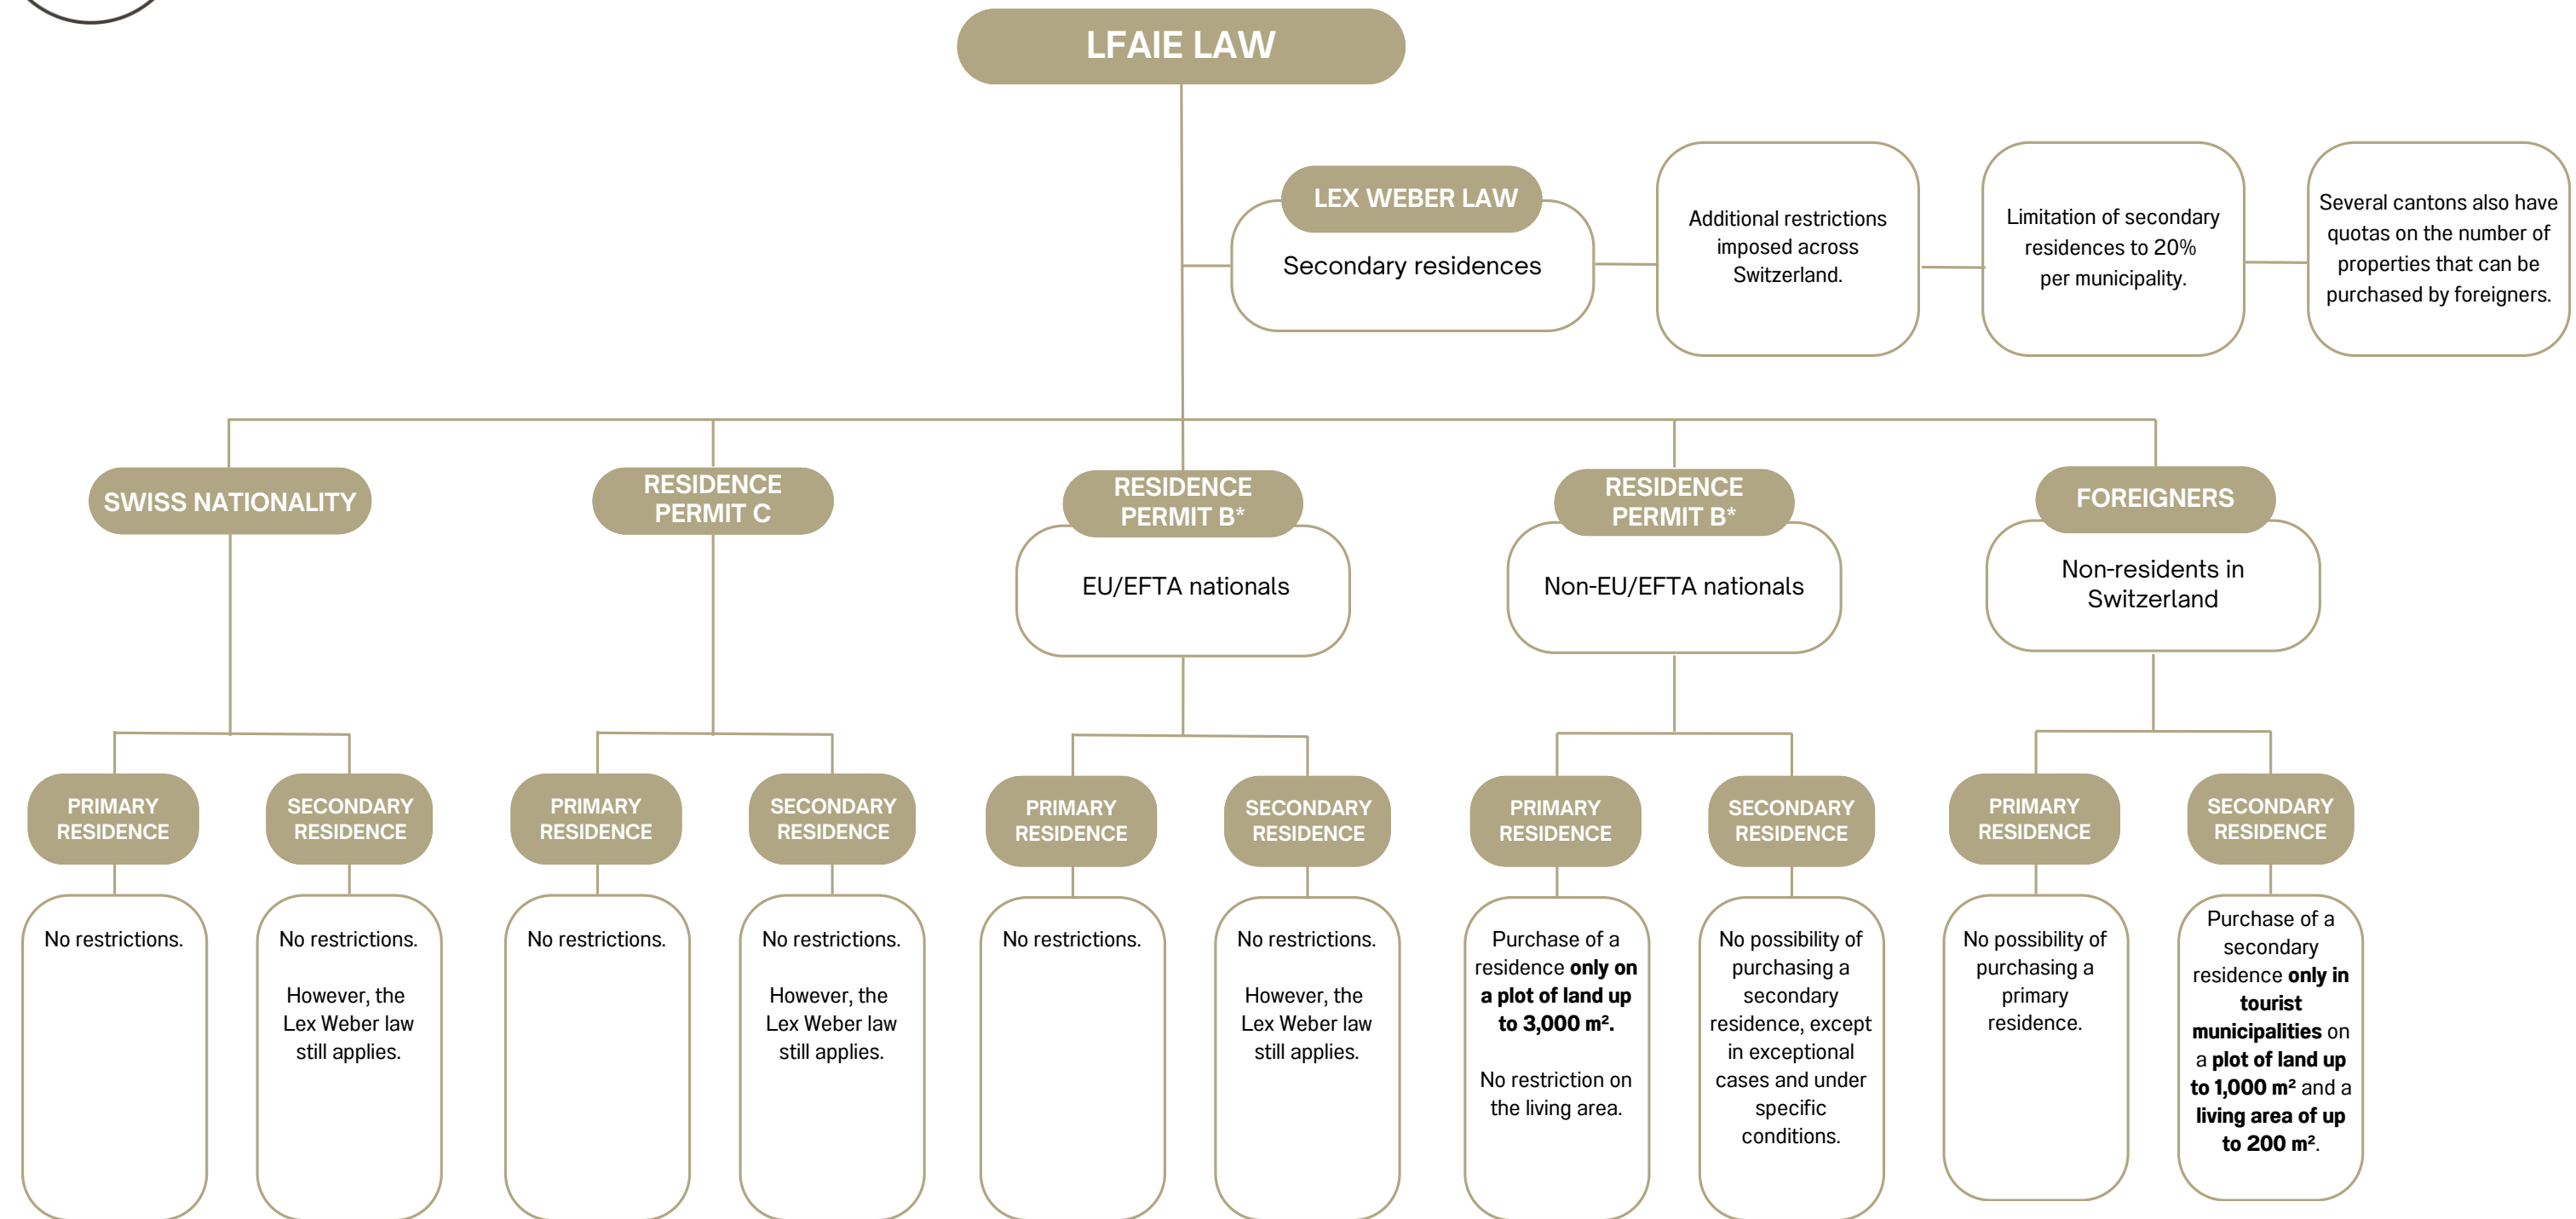 LFAIE LAW
LEX WEBER LAW
Secondary residences
Additional restrictions
imposed across
Switzerland.
Limitation of secondary
residences to 20%
per municipality.
Several cantons also have
quotas on the number of
properties that can be
purchased by foreigners.
SWISS NATIONALITY
RESIDENCE
PERMIT C
RESIDENCE
PERMIT B*
EU/EFTA nationals
RESIDENCE
PERMIT B*
Non-EU/EFTA nationals
FOREIGNERS
Non-residents in
Switzerland
PRIMARY
RESIDENCE
No restrictions.
SECONDARY
RESIDENCE
No restrictions.
However, the
Lex Weber law
still applies.
PRIMARY
RESIDENCE
No restrictions.
SECONDARY
RESIDENCE
No restrictions.
However, the
Lex Weber law
still applies.
PRIMARY
RESIDENCE
No restrictions.
SECONDARY
RESIDENCE
No restrictions.
However, the
Lex Weber law
still applies.
PRIMARY
RESIDENCE
Purchase of a
residence only on
a plot of land up
to 3,000 m².
No restriction on
the living area.
SECONDARY
RESIDENCE
No possibility of
purchasing a
secondary
residence, except
in exceptional
cases and under
specific
conditions.
PRIMARY
RESIDENCE
No possibility of
purchasing a
primary
residence.
SECONDARY
RESIDENCE
Purchase of a
secondary
residence only in
tourist
municipalities on
a plot of land up
to 1,000 m² and a
living area of up
to 200 m².